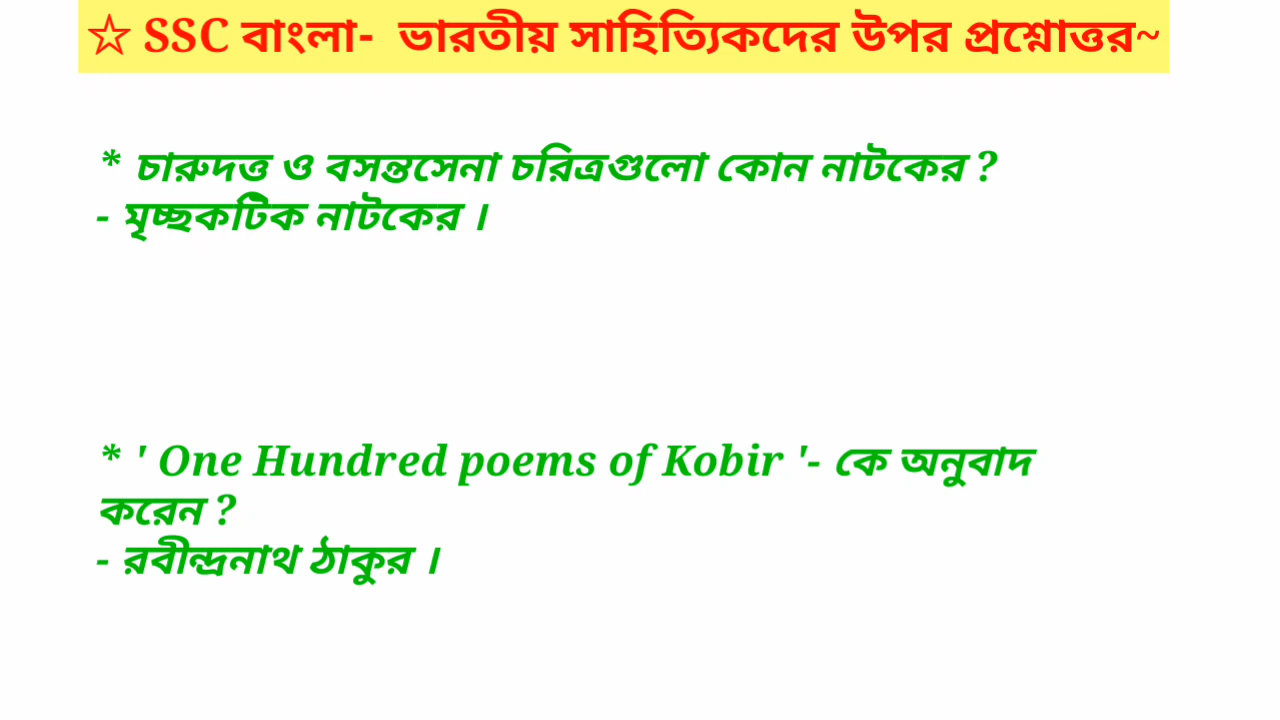 ☆ SSC বাংলা- ভারতীয় সাহিত্যিকদের উপর প্রশ্নোত্তর~
* চারুদত্ত ও বসন্তসেনা চরিত্রগুলো কোন নাটকের ?
- মৃচ্ছকটিক নাটকের ।
* ' One Hundred poems of Kobir '- কে অনুবাদ
করেন ?
- রবীন্দ্রনাথ ঠাকুর ।